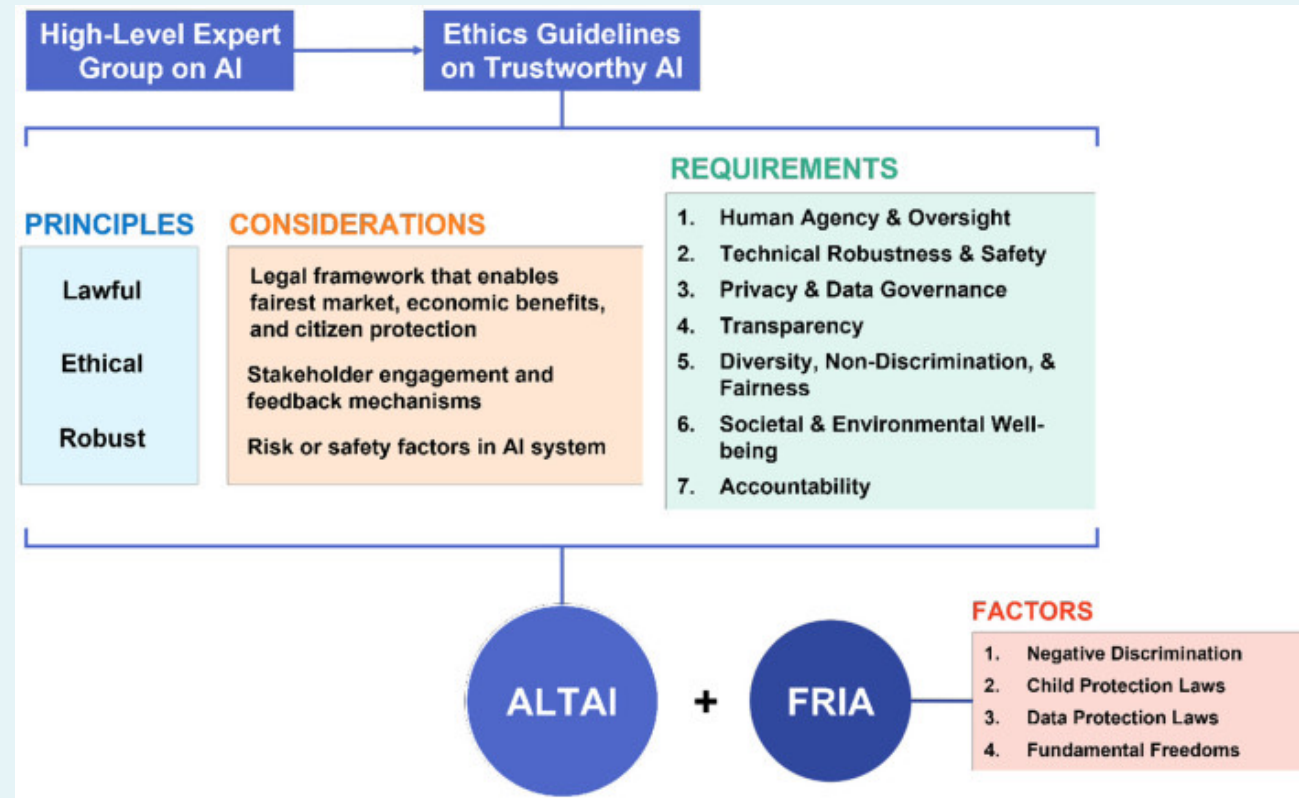 High-Level Expert
Group on AI
Ethics Guidelines
on Trustworthy AI
PRINCIPLES
Lawful
Ethical
Robust
CONSIDERATIONS
Legal framework that enables
fairest market, economic benefits,
and citizen protection
Stakeholder engagement and
feedback mechanisms
Risk or safety factors in AI system
REQUIREMENTS
1. Human Agency & Oversight
2. Technical Robustness & Safety
3. Privacy & Data Governance
4. Transparency
5. Diversity, Non-Discrimination, &
Fairness
6. Societal & Environmental Well-
being
7. Accountability
ALTAI
+
FRIA
FACTORS
1. Negative Discrimination
2. Child Protection Laws
3. Data Protection Laws
4. Fundamental Freedoms